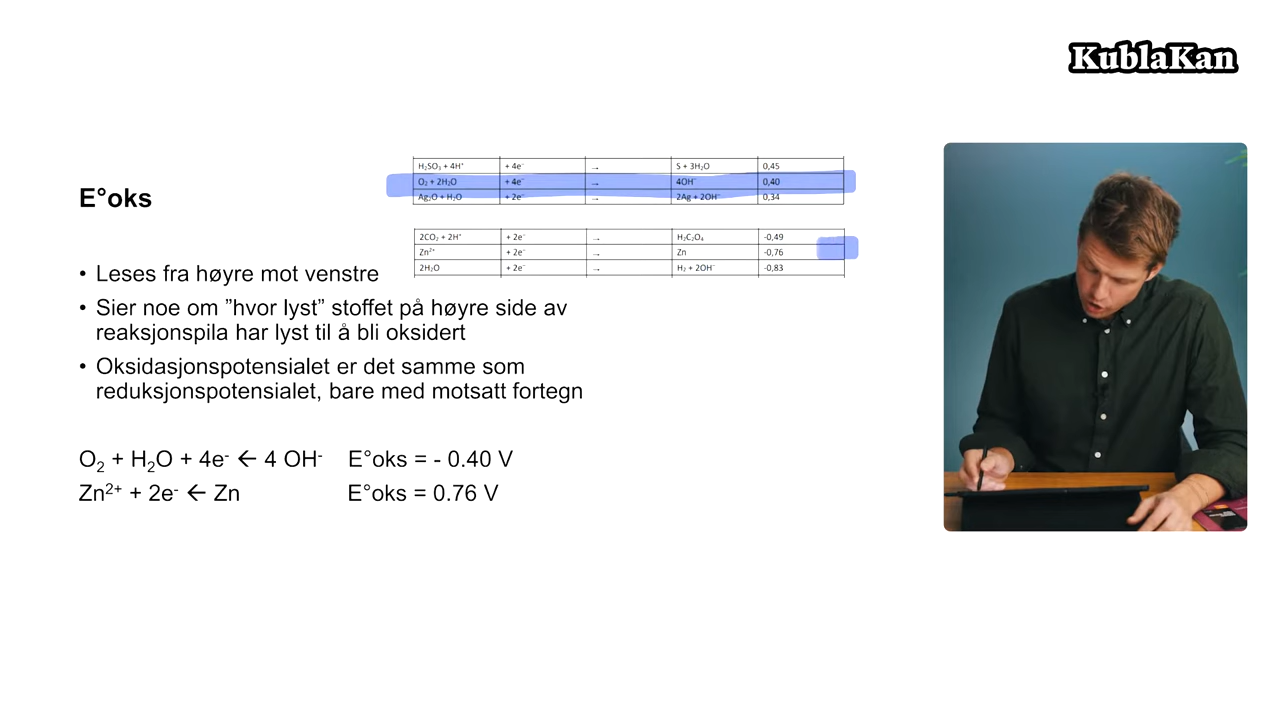 KublaKan
H₂SO₃ + 4H⁺ + 4e⁻ → S + 3H₂O 0,45
O₂ + 2H₂O + 4e⁻ → 4OH⁻ 0,40
Ag₂O + H₂O + 2e⁻ → 2Ag + 2OH⁻ 0,34
E°oks
2CO₂ + 2H⁺ + 2e⁻ → H₂C₂O₄ -0,49
Zn²⁺ + 2e⁻ → Zn -0,76
2H₂O + 2e⁻ → H₂ + 2OH⁻ -0,83
• Leses fra høyre mot venstre
• Sier noe om ”hvor lyst” stoffet på høyre side av
reaksjonspila har lyst til å bli oksidert
• Oksidasjonspotensialet er det samme som
reduksjonspotensialet, bare med motsatt fortegn
O₂ + H₂O + 4e⁻ ← 4 OH⁻ E°oks = - 0.40 V
Zn²⁺ + 2e⁻ ← Zn E°oks = 0.76 V